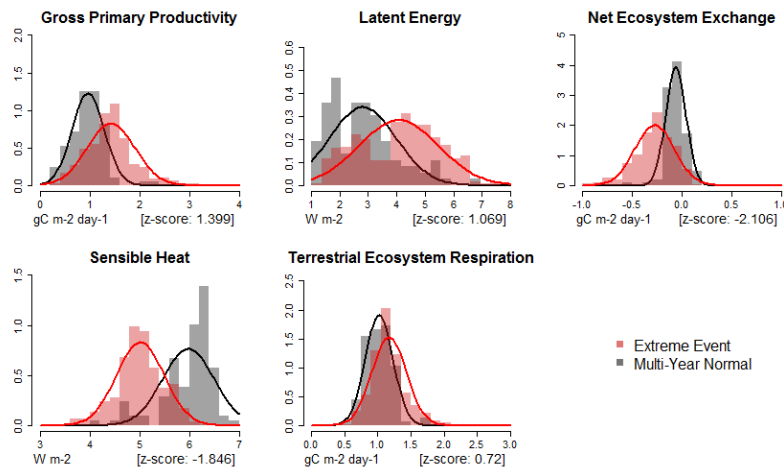 Gross Primary Productivity
2.0
1.5
1.0
0.5
0.0
0 1 2 3 4
gC m-2 day-1 [z-score: 1.399]
Latent Energy
0.6
0.5
0.4
0.3
0.2
0.1
0.0
1 2 3 4 5 6 7 8
W m-2 [z-score: 1.069]
Net Ecosystem Exchange
5
4
3
2
1
0
-1.0 -0.5 0.0 0.5 1.0
gC m-2 day-1 [z-score: -2.106]
Sensible Heat
1.5
1.0
0.5
0.0
3 4 5 6 7
W m-2 [z-score: -1.846]
Terrestrial Ecosystem Respiration
2.5
2.0
1.5
1.0
0.5
0.0
0.0 0.5 1.0 1.5 2.0 2.5 3.0
gC m-2 day-1 [z-score: 0.72]
Extreme Event
Multi-Year Normal